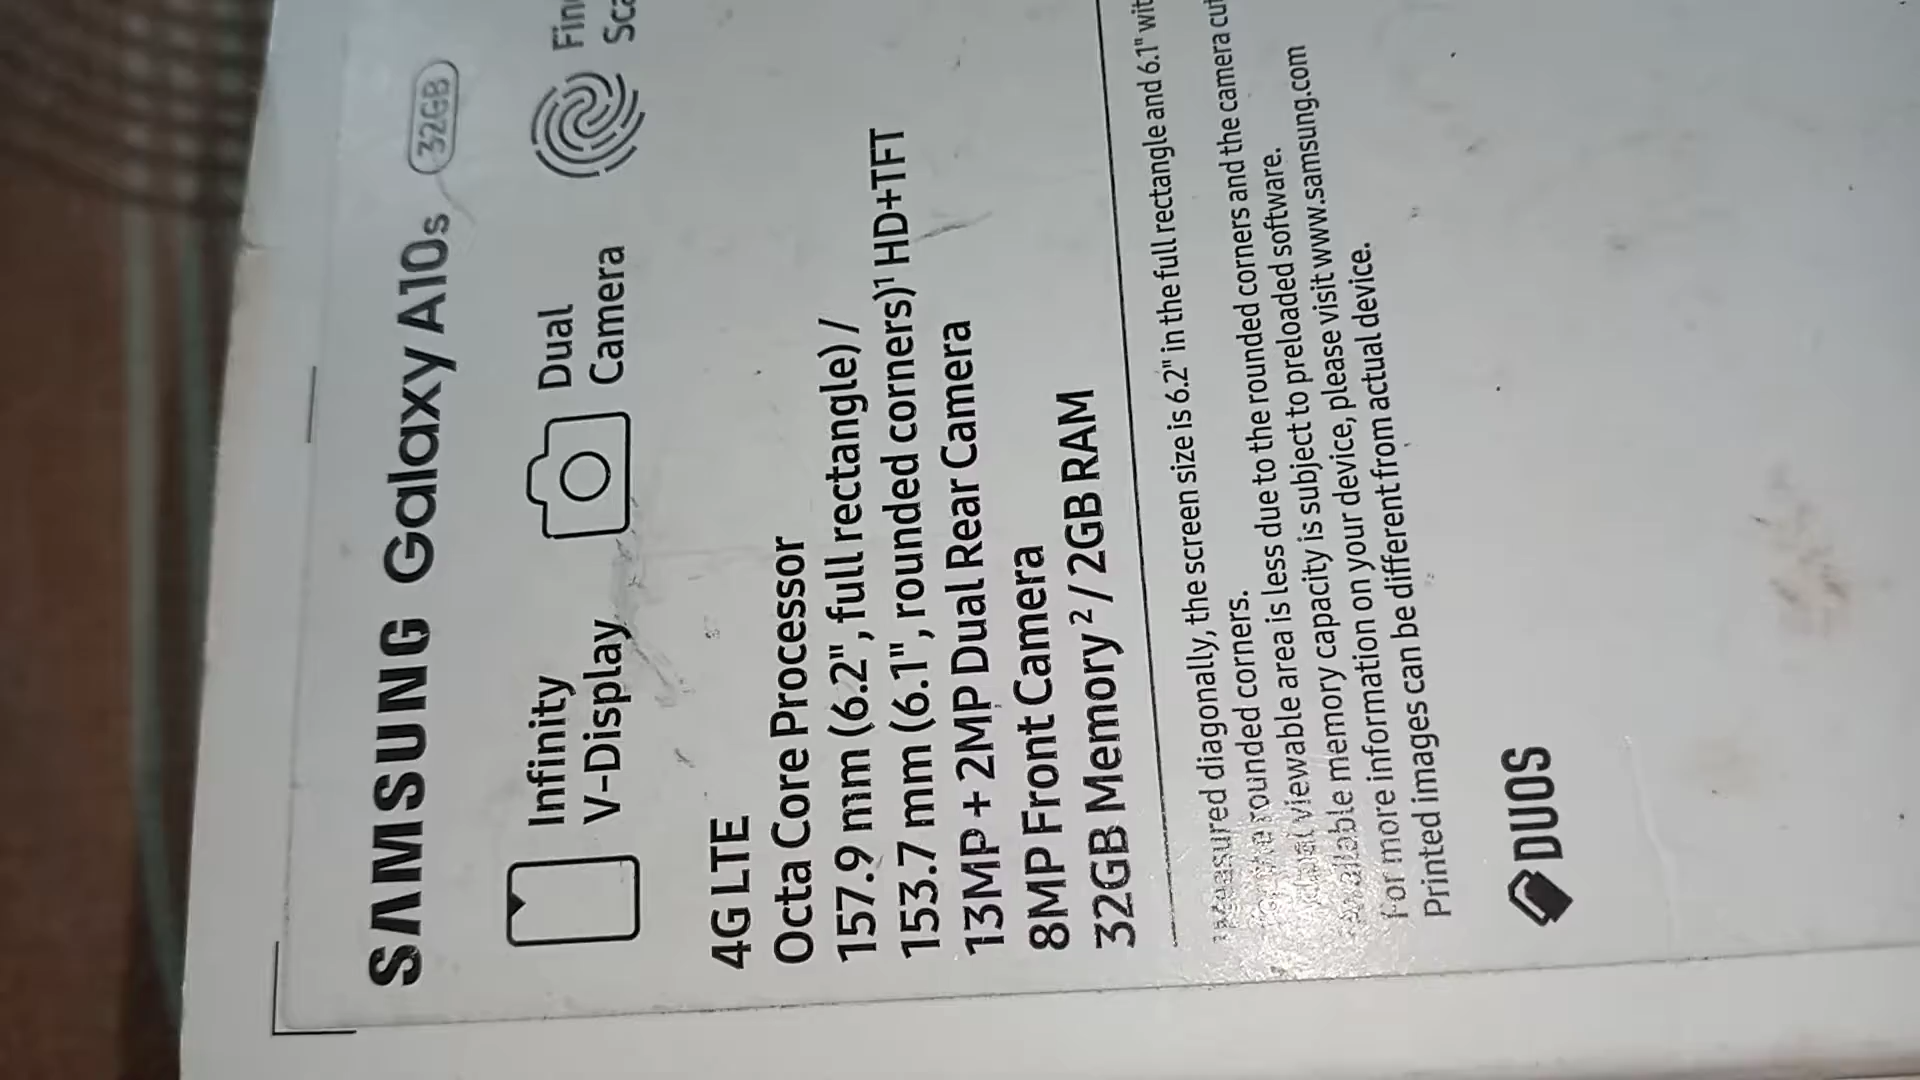 SAMSUNG Galaxy A10s 32GB
Infinity
V-Display
Dual
Camera
4G LTE
Octa Core Processor
157.9 mm (6.2", full rectangle) /
153.7 mm (6.1", rounded corners)¹ HD+TFT
13MP + 2MP Dual Rear Camera
8MP Front Camera
32GB Memory² / 2GB RAM
Measured diagonally, the screen size is 6.2" in the full rectangle and 6.1"
rounded corners.
viewable area is less due to the rounded corners and the camera
Available memory capacity is subject to preloaded software.
For more information on your device, please visit www.samsung.com
Printed images can be different from actual device.
DUOS